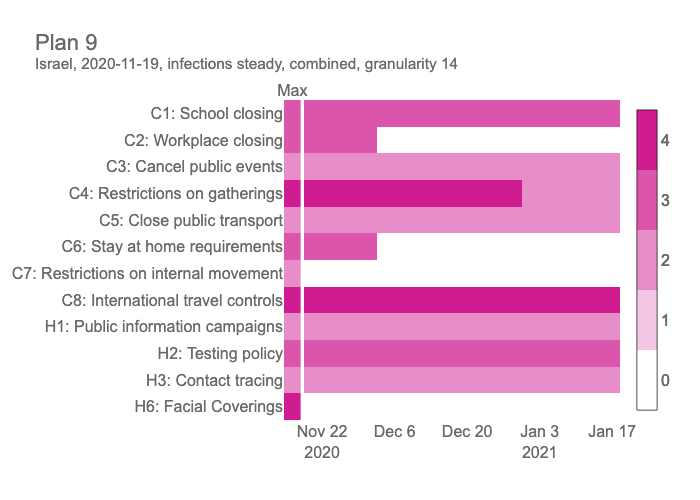 Plan 9
Israel, 2020-11-19, infections steady, combined, granularity 14
Max
C1: School closing
C2: Workplace closing
C3: Cancel public events
C4: Restrictions on gatherings
C5: Close public transport
C6: Stay at home requirements
C7: Restrictions on internal movement
C8: International travel controls
H1: Public information campaigns
H2: Testing policy
H3: Contact tracing
H6: Facial Coverings
Nov 22 Dec 6 Dec 20 Jan 3 Jan 17
2020 2021
4
3
2
1
0